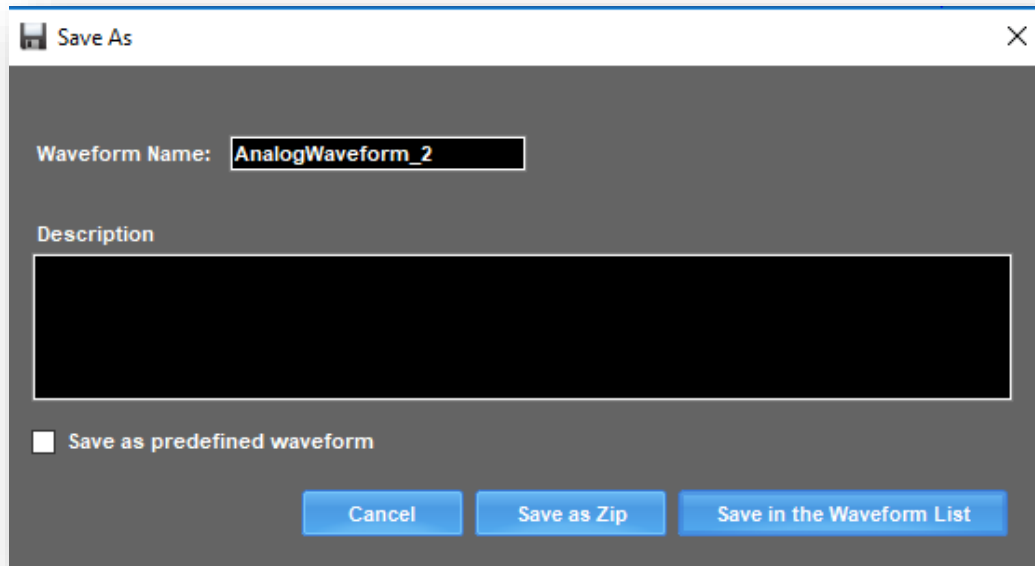 Save As
Waveform Name: AnalogWaveform_2
Description
Save as predefined waveform
Cancel Save as Zip Save in the Waveform List